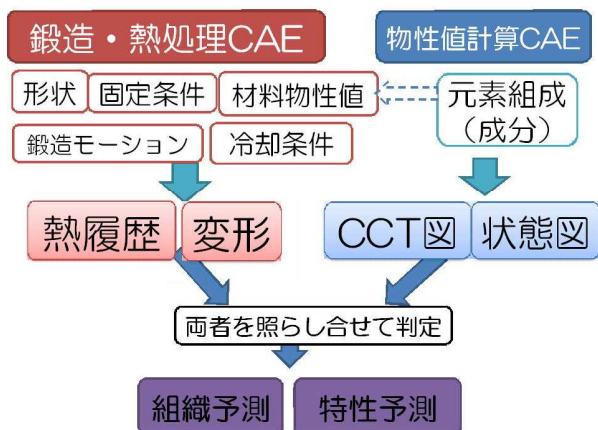 鍛造・熱処理CAE
物性値計算CAE
形状
固定条件
材料物性値
元素組成
(成分)
鍛造モーション
冷却条件
熱履歴
変形
CCT図
状態図
両者を照らし合せて判定
組織予測
特性予測